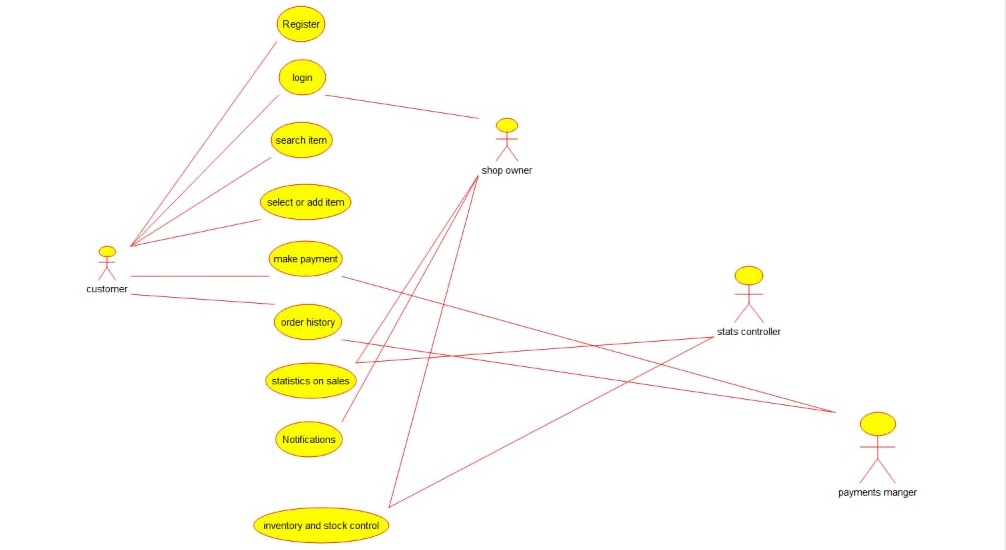 Register
login
search item
shop owner
select or add item
make payment
customer
order history
stats controller
statistics on sales
Notifications
payments manger
inventory and stock control